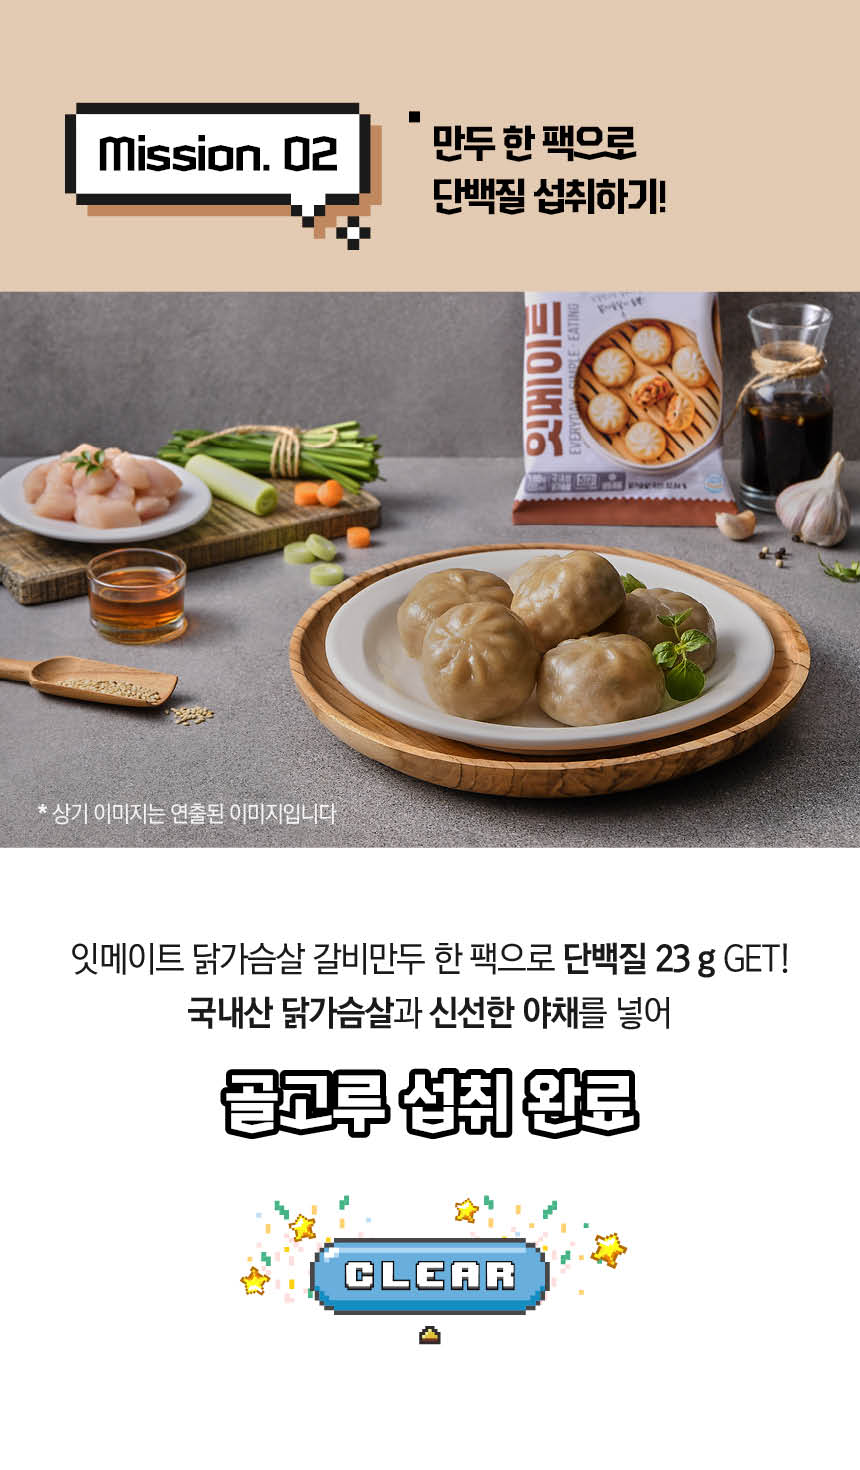 Mission. 02
만두 한 팩으로
단백질 섭취하기!
잇메이트
EVERYDAY · SIMPLE · EATING
* 상기 이미지는 연출된 이미지입니다
잇메이트 닭가슴살 갈비만두 한 팩으로 단백질 23 g GET!
국내산 닭가슴살과 신선한 야채를 넣어
골고루 섭취 완료
CLEAR